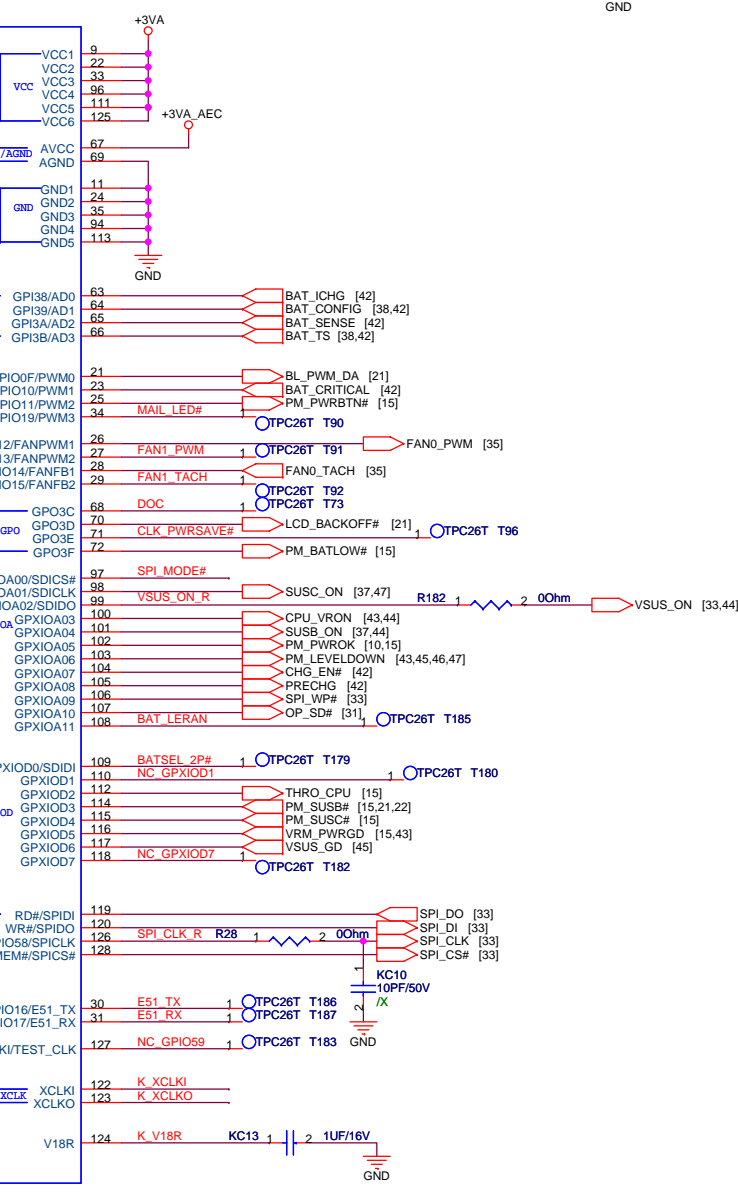 GND
+3VA
VCC1 9
VCC2 22
VCC VCC3 33
VCC4 96
VCC5 111
VCC6 125
+3VA_AEC
/AGND AVCC 67
AGND 69
GND1 11
GND GND2 24
GND3 35
GND4 94
GND5 113
GND
GPI38/AD0 63 BAT_ICHG [42]
GPI39/AD1 64 BAT_CONFIG [38,42]
GPI3A/AD2 65 BAT_SENSE [42]
GPI3B/AD3 66 BAT_TS [38,42]
PIO0F/PWM0 21 BL_PWM_DA [21]
PIO10/PWM1 23 BAT_CRITICAL [42]
PIO11/PWM2 25 PM_PWRBTN# [15]
PIO19/PWM3 34 MAIL_LED# 1 TPC26T T90
12/FANPWM1 26 FAN0_PWM [35]
13/FANPWM2 27 FAN1_PWM 1 TPC26T T91
IO14/FANFB1 28 FAN0_TACH [35]
IO15/FANFB2 29 FAN1_TACH 1 TPC26T T92
GPO3C 68 DOC 1 TPC26T T73
GPO GPO3D 70 LCD_BACKOFF# [21]
GPO3E 71 CLK_PWRSAVE# 1 TPC26T T96
GPO3F 72 PM_BATLOW# [15]
OA00/SDICS# 97 SPI_MODE#
OA01/SDICLK 98 SUSC_ON [37,47]
IOA02/SDIDO 99 VSUS_ON_R R182 1 2 0Ohm VSUS_ON [33,44]
OA GPXIOA03 100 CPU_VRON [43,44]
GPXIOA04 101 SUSB_ON [37,44]
GPXIOA05 102 PM_PWROK [10,15]
GPXIOA06 103 PM_LEVELDOWN [43,45,46,47]
GPXIOA07 104 CHG_EN# [42]
GPXIOA08 105 PRECHG [42]
GPXIOA09 106 SPI_WP# [33]
GPXIOA10 107 OP_SD# [31]
GPXIOA11 108 BAT_LERAN 1 TPC26T T185
PXIOD0/SDIDI 109 BATSEL_2P# 1 TPC26T T179
GPXIOD1 110 NC_GPXIOD1 1 TPC26T T180
GPXIOD2 112 THRO_CPU [15]
OD GPXIOD3 114 PM_SUSB# [15,21,22]
GPXIOD4 115 PM_SUSC# [15]
GPXIOD5 116 VRM_PWRGD [15,43]
GPXIOD6 117 VSUS_GD [45]
GPXIOD7 118 NC_GPXIOD7 1 TPC26T T182
RD#/SPIDI 119 SPI_DO [33]
WR#/SPIDO 120 SPI_DI [33]
PIO58/SPICLK 126 SPI_CLK_R R28 1 2 0Ohm SPI_CLK [33]
MEM#/SPICS# 128 SPI_CS# [33]
1 KC10
10PF/50V
2 /X
GND
PIO16/E51_TX 30 E51_TX 1 TPC26T T186
IO17/E51_RX 31 E51_RX 1 TPC26T T187
KI/TEST_CLK 127 NC_GPIO59 1 TPC26T T183
XCLK XCLKI 122 K_XCLKI
XCLKO 123 K_XCLKO
V18R 124 K_V18R KC13 1 2 1UF/16V
GND